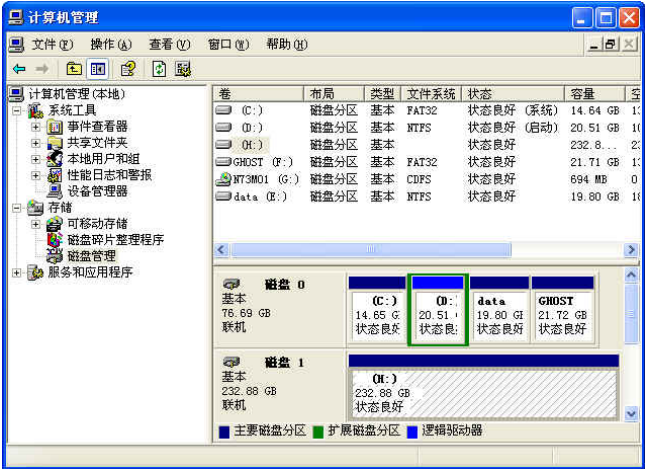 计算机管理
文件(F) 操作(A) 查看(V) 窗口(W) 帮助(H)
计算机管理(本地)
系统工具
事件查看器
共享文件夹
本地用户和组
性能日志和警报
设备管理器
存储
可移动存储
磁盘碎片整理程序
磁盘管理
服务和应用程序
卷 布局 类型 文件系统 状态 容量
(C:) 磁盘分区 基本 FAT32 状态良好 (系统) 14.64 GB
(D:) 磁盘分区 基本 NTFS 状态良好 (启动) 20.51 GB
(H:) 磁盘分区 基本 状态良好 232.8...
GHOST (F:) 磁盘分区 基本 FAT32 状态良好 21.71 GB
NT3M01 (G:) 磁盘分区 基本 CDFS 状态良好 694 MB
data (E:) 磁盘分区 基本 NTFS 状态良好 19.80 GB
磁盘 0
基本
76.69 GB
联机
(C:)
14.65 G
状态良好
(D:
20.51
状态良
data
19.80 GI
状态良好
GHOST
21.72 GB
状态良好
磁盘 1
基本
232.88 GB
联机
(H:)
232.88 GB
状态良好
主要磁盘分区 扩展磁盘分区 逻辑驱动器